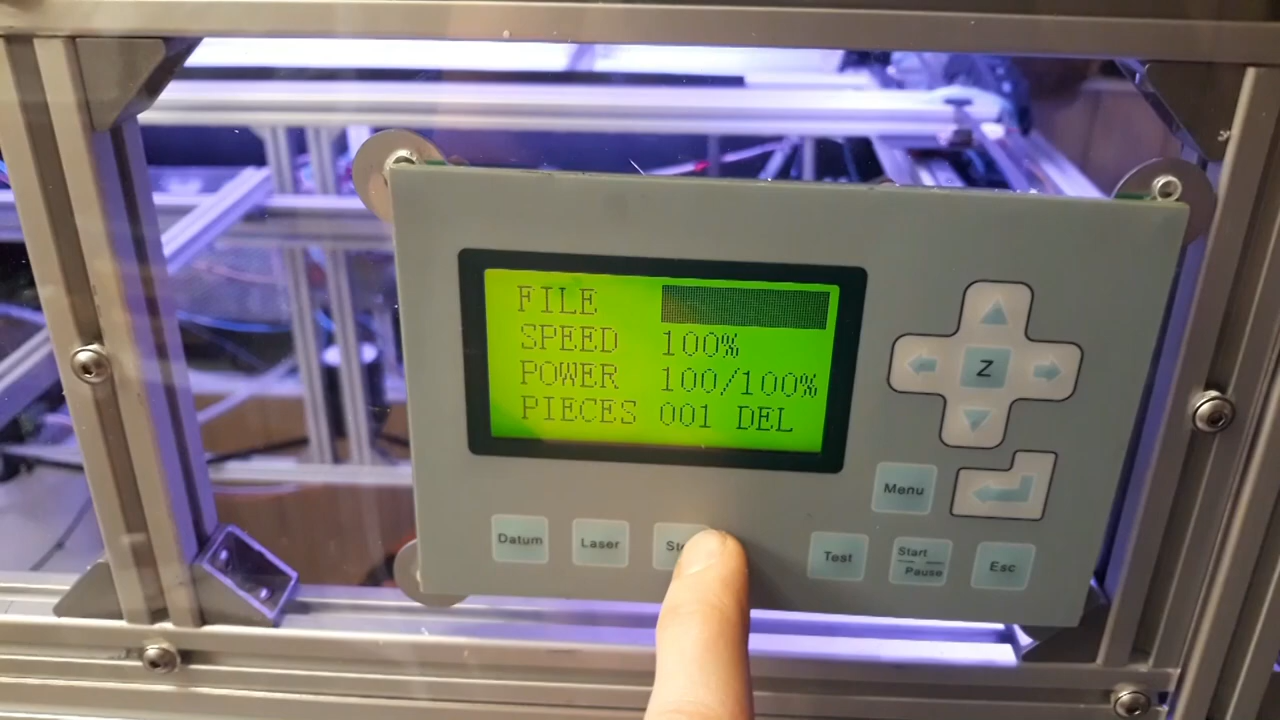 FILE
SPEED 100%
POWER 100/100%
PIECES 001 DEL
Z
Menu
Datum
Laser
Test
Start
Pause
Esc